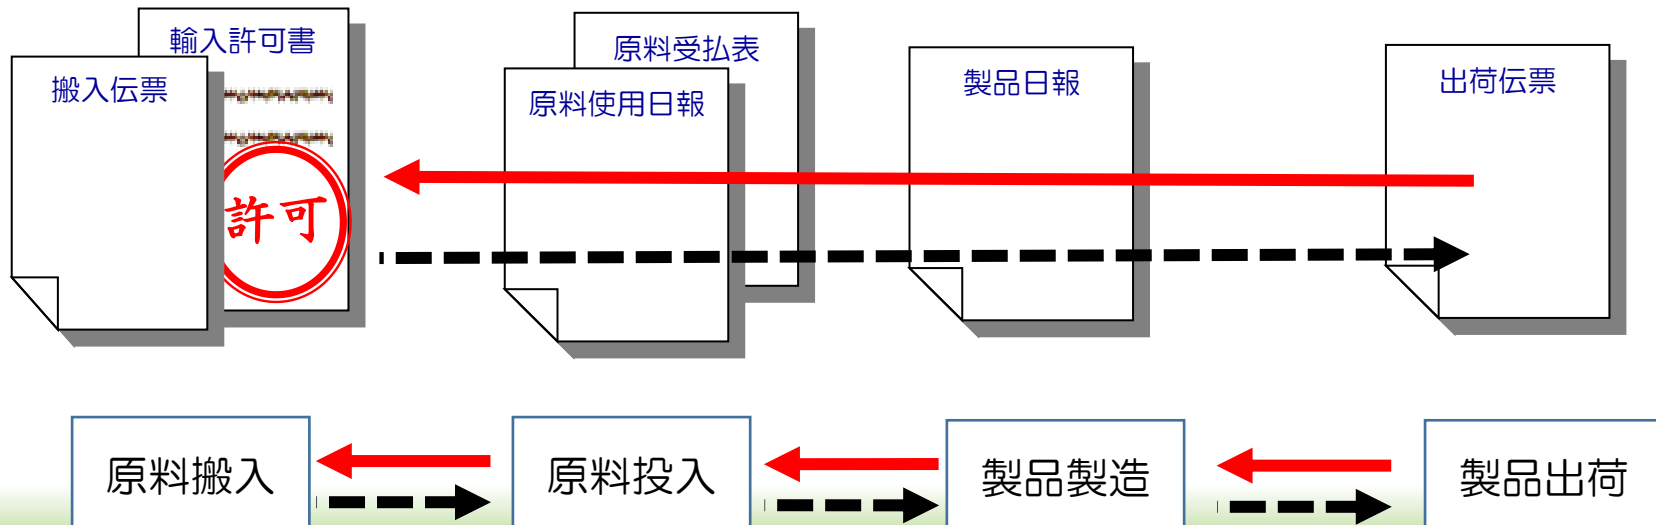 輸入許可書
搬入伝票
許可
原料受払表
原料使用日報
製品日報
出荷伝票
原料搬入
原料投入
製品製造
製品出荷